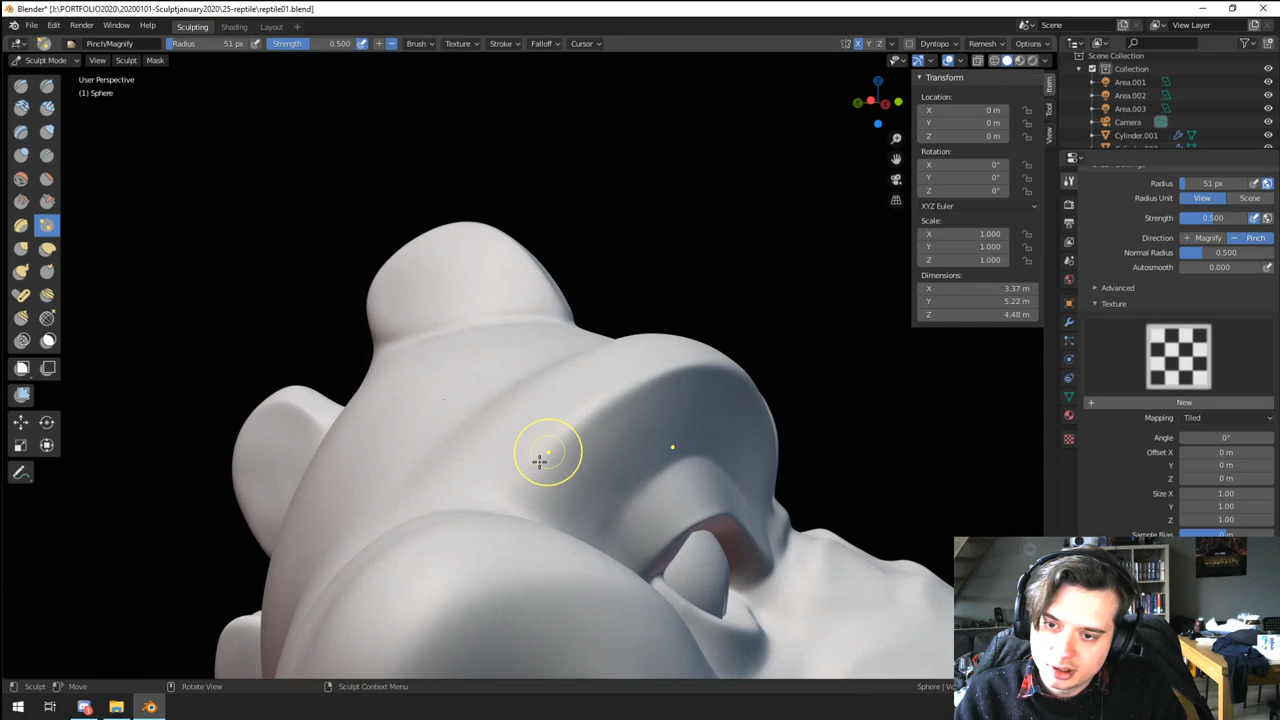 Blender* [J:\PORTFOLIO2020\20200101-Sculptjanuary2020\25-reptile\reptile01.blend]
File Edit Render Window Help Sculpting Shading Layout Scene View Layer
Pinch/Magnify Radius 51 px Strength 0.500 Brush Texture Stroke Falloff Cursor X Y Z Dyntopo Remesh Options
Sculpt Mode View Sculpt Mask
User Perspective
(1) Sphere
Transform
Location:
X 0 m
Y 0 m
Z 0 m
Rotation:
X 0°
Y 0°
Z 0°
XYZ Euler
Scale:
X 1.000
Y 1.000
Z 1.000
Dimensions:
X 3.37 m
Y 5.22 m
Z 4.48 m
Item
Tool
View
Scene Collection
Collection
Area.001
Area.002
Area.003
Camera
Cylinder.001
Radius 51 px
Radius Unit View Scene
Strength 0.500
Direction Magnify Pinch
Normal Radius 0.500
Autosmooth 0.000
Advanced
Texture
New
Mapping Tiled
Angle 0°
Offset X 0 m
Y 0 m
Z 0 m
Size X 1.00
Y 1.00
Z 1.00
Sample Bias
Sculpt Move Rotate View Sculpt Context Menu Sphere